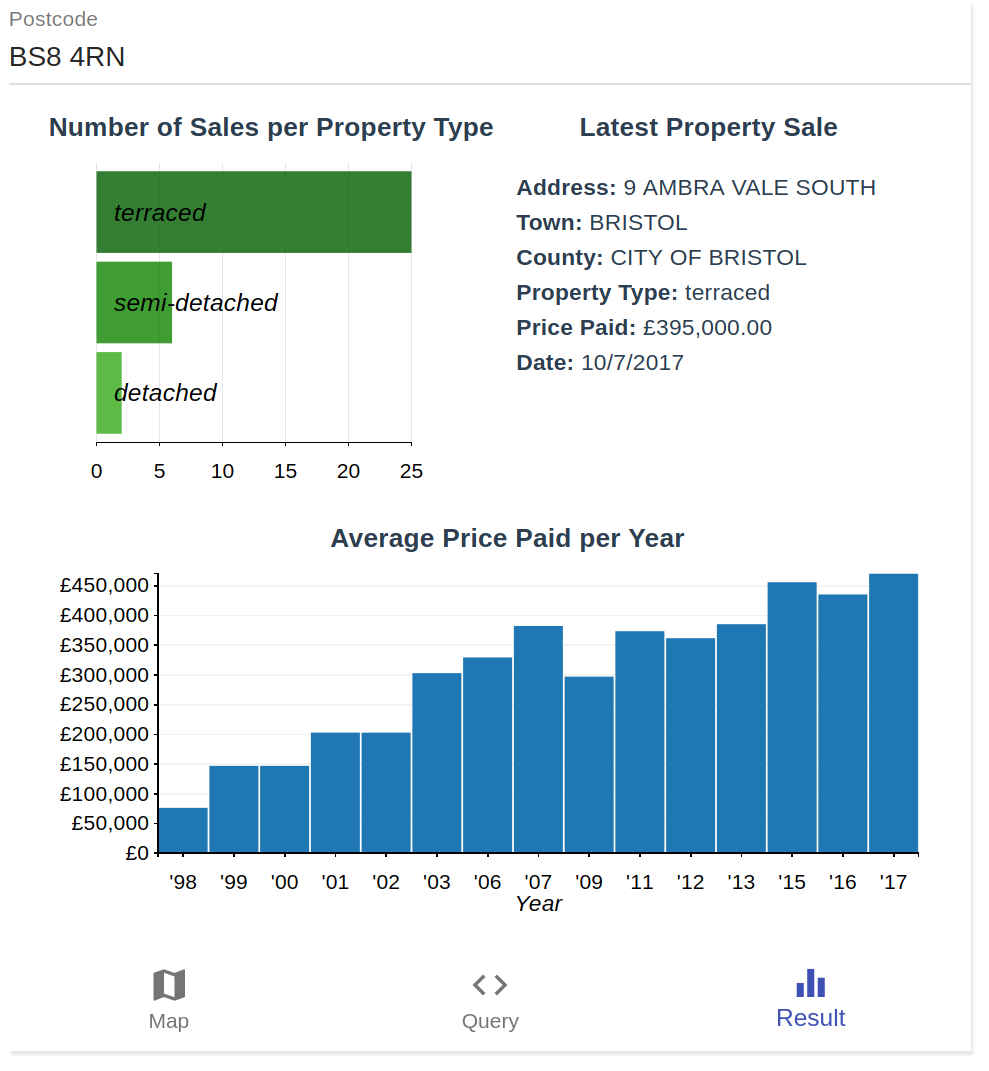 Postcode
BS8 4RN
Number of Sales per Property Type
terraced
semi-detached
detached
0 5 10 15 20 25
Latest Property Sale
Address: 9 AMBRA VALE SOUTH
Town: BRISTOL
County: CITY OF BRISTOL
Property Type: terraced
Price Paid: £395,000.00
Date: 10/7/2017
Average Price Paid per Year
£450,000
£400,000
£350,000
£300,000
£250,000
£200,000
£150,000
£100,000
£50,000
£0
'98 '99 '00 '01 '02 '03 '06 '07 '09 '11 '12 '13 '15 '16 '17
Year
Map Query Result